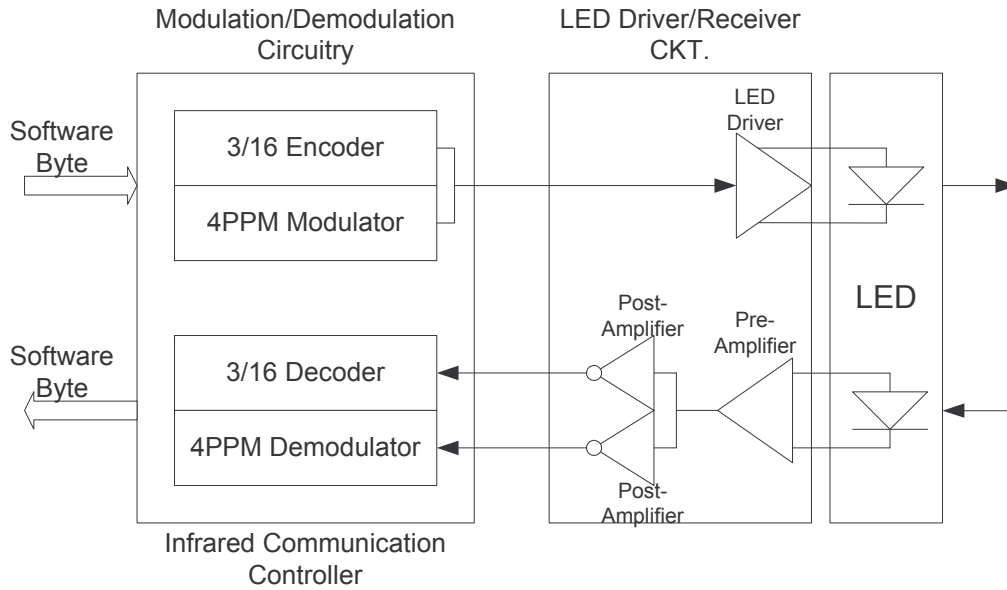 Modulation/Demodulation
Circuitry
LED Driver/Receiver
CKT.
Software
Byte
3/16 Encoder
4PPM Modulator
LED
Driver
LED
Software
Byte
3/16 Decoder
4PPM Demodulator
Post-
Amplifier
Pre-
Amplifier
Post-
Amplifier
Infrared Communication
Controller